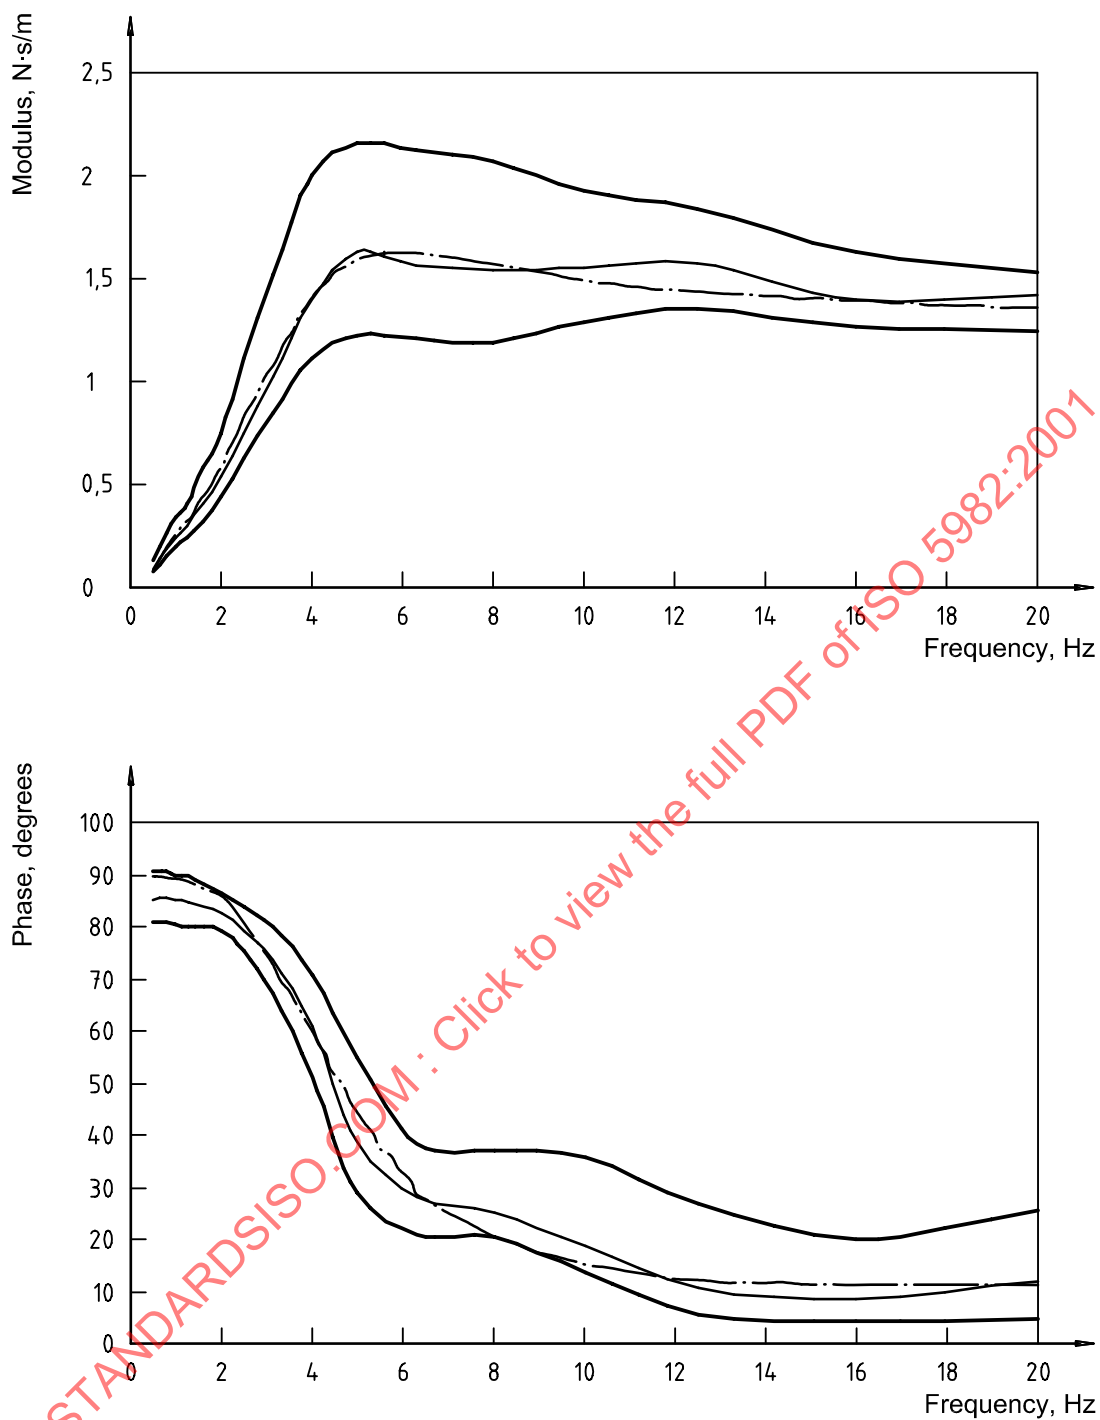 Modulus, N·s/m
2,5
2
1,5
1
0,5
0
0 2 4 6 8 10 12 14 16 18 20
Frequency, Hz
Phase, degrees
100
90
80
70
60
50
40
30
20
10
0
0 2 4 6 8 10 12 14 16 18 20
Frequency, Hz
STANDARDSISO.COM : Click to view the full PDF of ISO 5982:2001